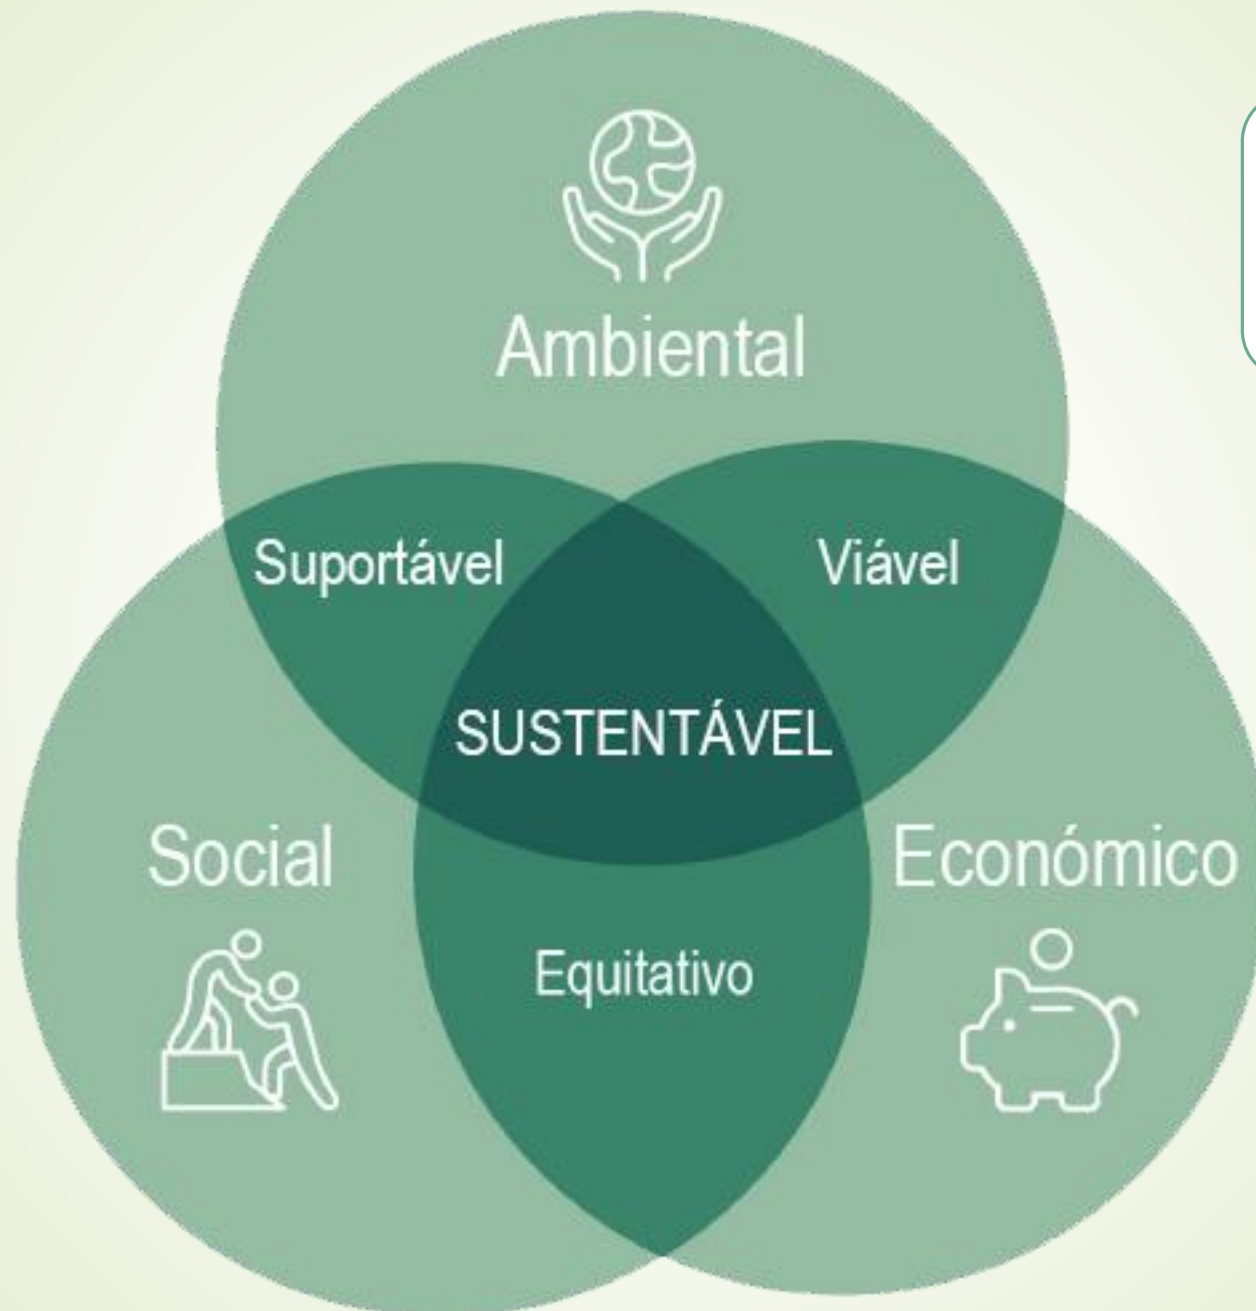 Ambiental
Suportável
Viável
SUSTENTÁVEL
Social
Económico
Equitativo